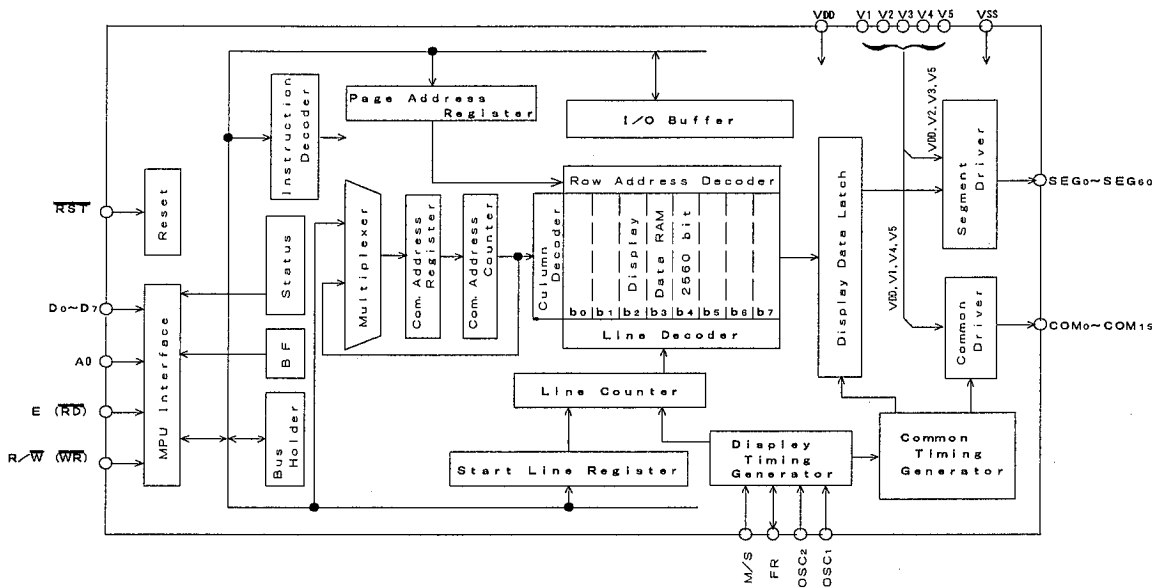 VDD V1 V2 V3 V4 V5 VSS
Instruction
Decoder
Page Address
Register
I/O Buffer
VDD, V2, V3, V5
Segment
Driver
SEG0~SEG60
RST
Reset
Multiplexer
Com. Address
Register
Com. Address
Counter
Culumn
Decoder
Row Address Decoder
Display
Data RAM
2560 bit
b0 b1 b2 b3 b4 b5 b6 b7
Line Decoder
Display Data Latch
VDD, V1, V4, V5
Common
Driver
COM0~COM15
D0~D7
A0
E (RD)
R/W (WR)
MPU Interface
Status
BF
Bus
Holder
Line Counter
Start Line Register
Display
Timing
Generator
Common
Timing
Generator
M/S
FR
OSC2
OSC1